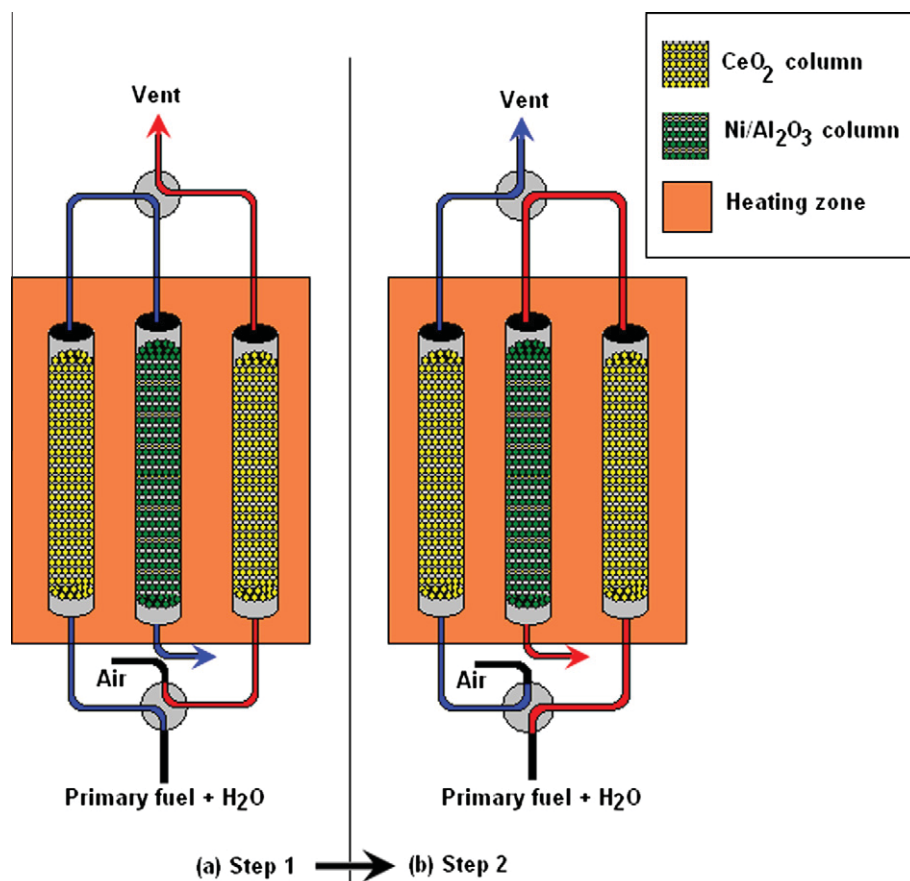 CeO2 column
Ni/Al2O3 column
Heating zone
Vent
Air
Primary fuel + H2O
(a) Step 1
Vent
Air
Primary fuel + H2O
(b) Step 2